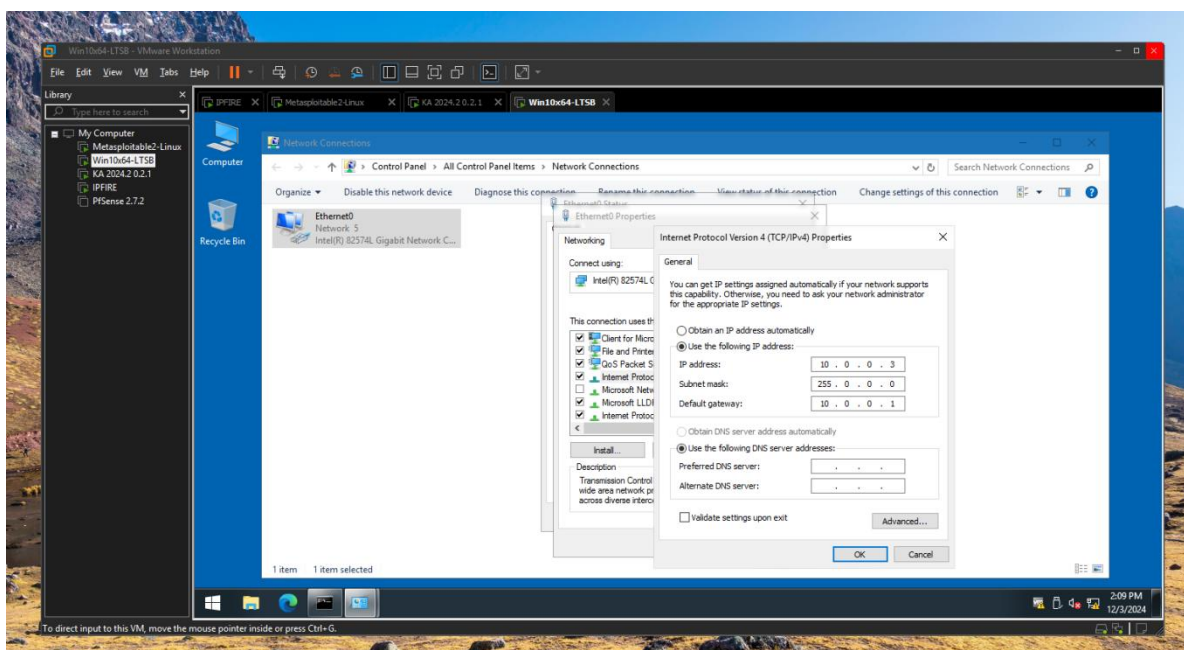 Win10x64-LTSB - VMware Workstation
File Edit View VM Tabs Help
Library
Type here to search
My Computer
Metasploitable2-Linux
Win10x64-LTSB
KA 2024.2 0.2.1
IPFIRE
PfSense 2.7.2
IPFIRE Metasploitable2-Linux KA 2024.2 0.2.1 Win10x64-LTSB
Computer
Recycle Bin
Network Connections
Control Panel > All Control Panel Items > Network Connections
Search Network Connections
Organize Disable this network device Diagnose this connection Rename this connection View status of this connection Change settings of this connection
Ethernet0
Network 5
Intel(R) 82574L Gigabit Network C...
Ethernet0 Status
Ethernet0 Properties
Networking
Connect using:
Intel(R) 82574L G
This connection uses th
Client for Micro
File and Printer
QoS Packet S
Internet Protoc
Microsoft Netw
Microsoft LLDP
Internet Protoc
Install...
Description
Transmission Control
wide area network pr
across diverse interco
Internet Protocol Version 4 (TCP/IPv4) Properties
General
You can get IP settings assigned automatically if your network supports
this capability. Otherwise, you need to ask your network administrator
for the appropriate IP settings.
Obtain an IP address automatically
Use the following IP address:
IP address: 10 . 0 . 0 . 3
Subnet mask: 255 . 0 . 0 . 0
Default gateway: 10 . 0 . 0 . 1
Obtain DNS server address automatically
Use the following DNS server addresses:
Preferred DNS server: . . .
Alternate DNS server: . . .
Validate settings upon exit
Advanced...
OK Cancel
1 item 1 item selected
2:09 PM
12/3/2024
To direct input to this VM, move the mouse pointer inside or press Ctrl+G.